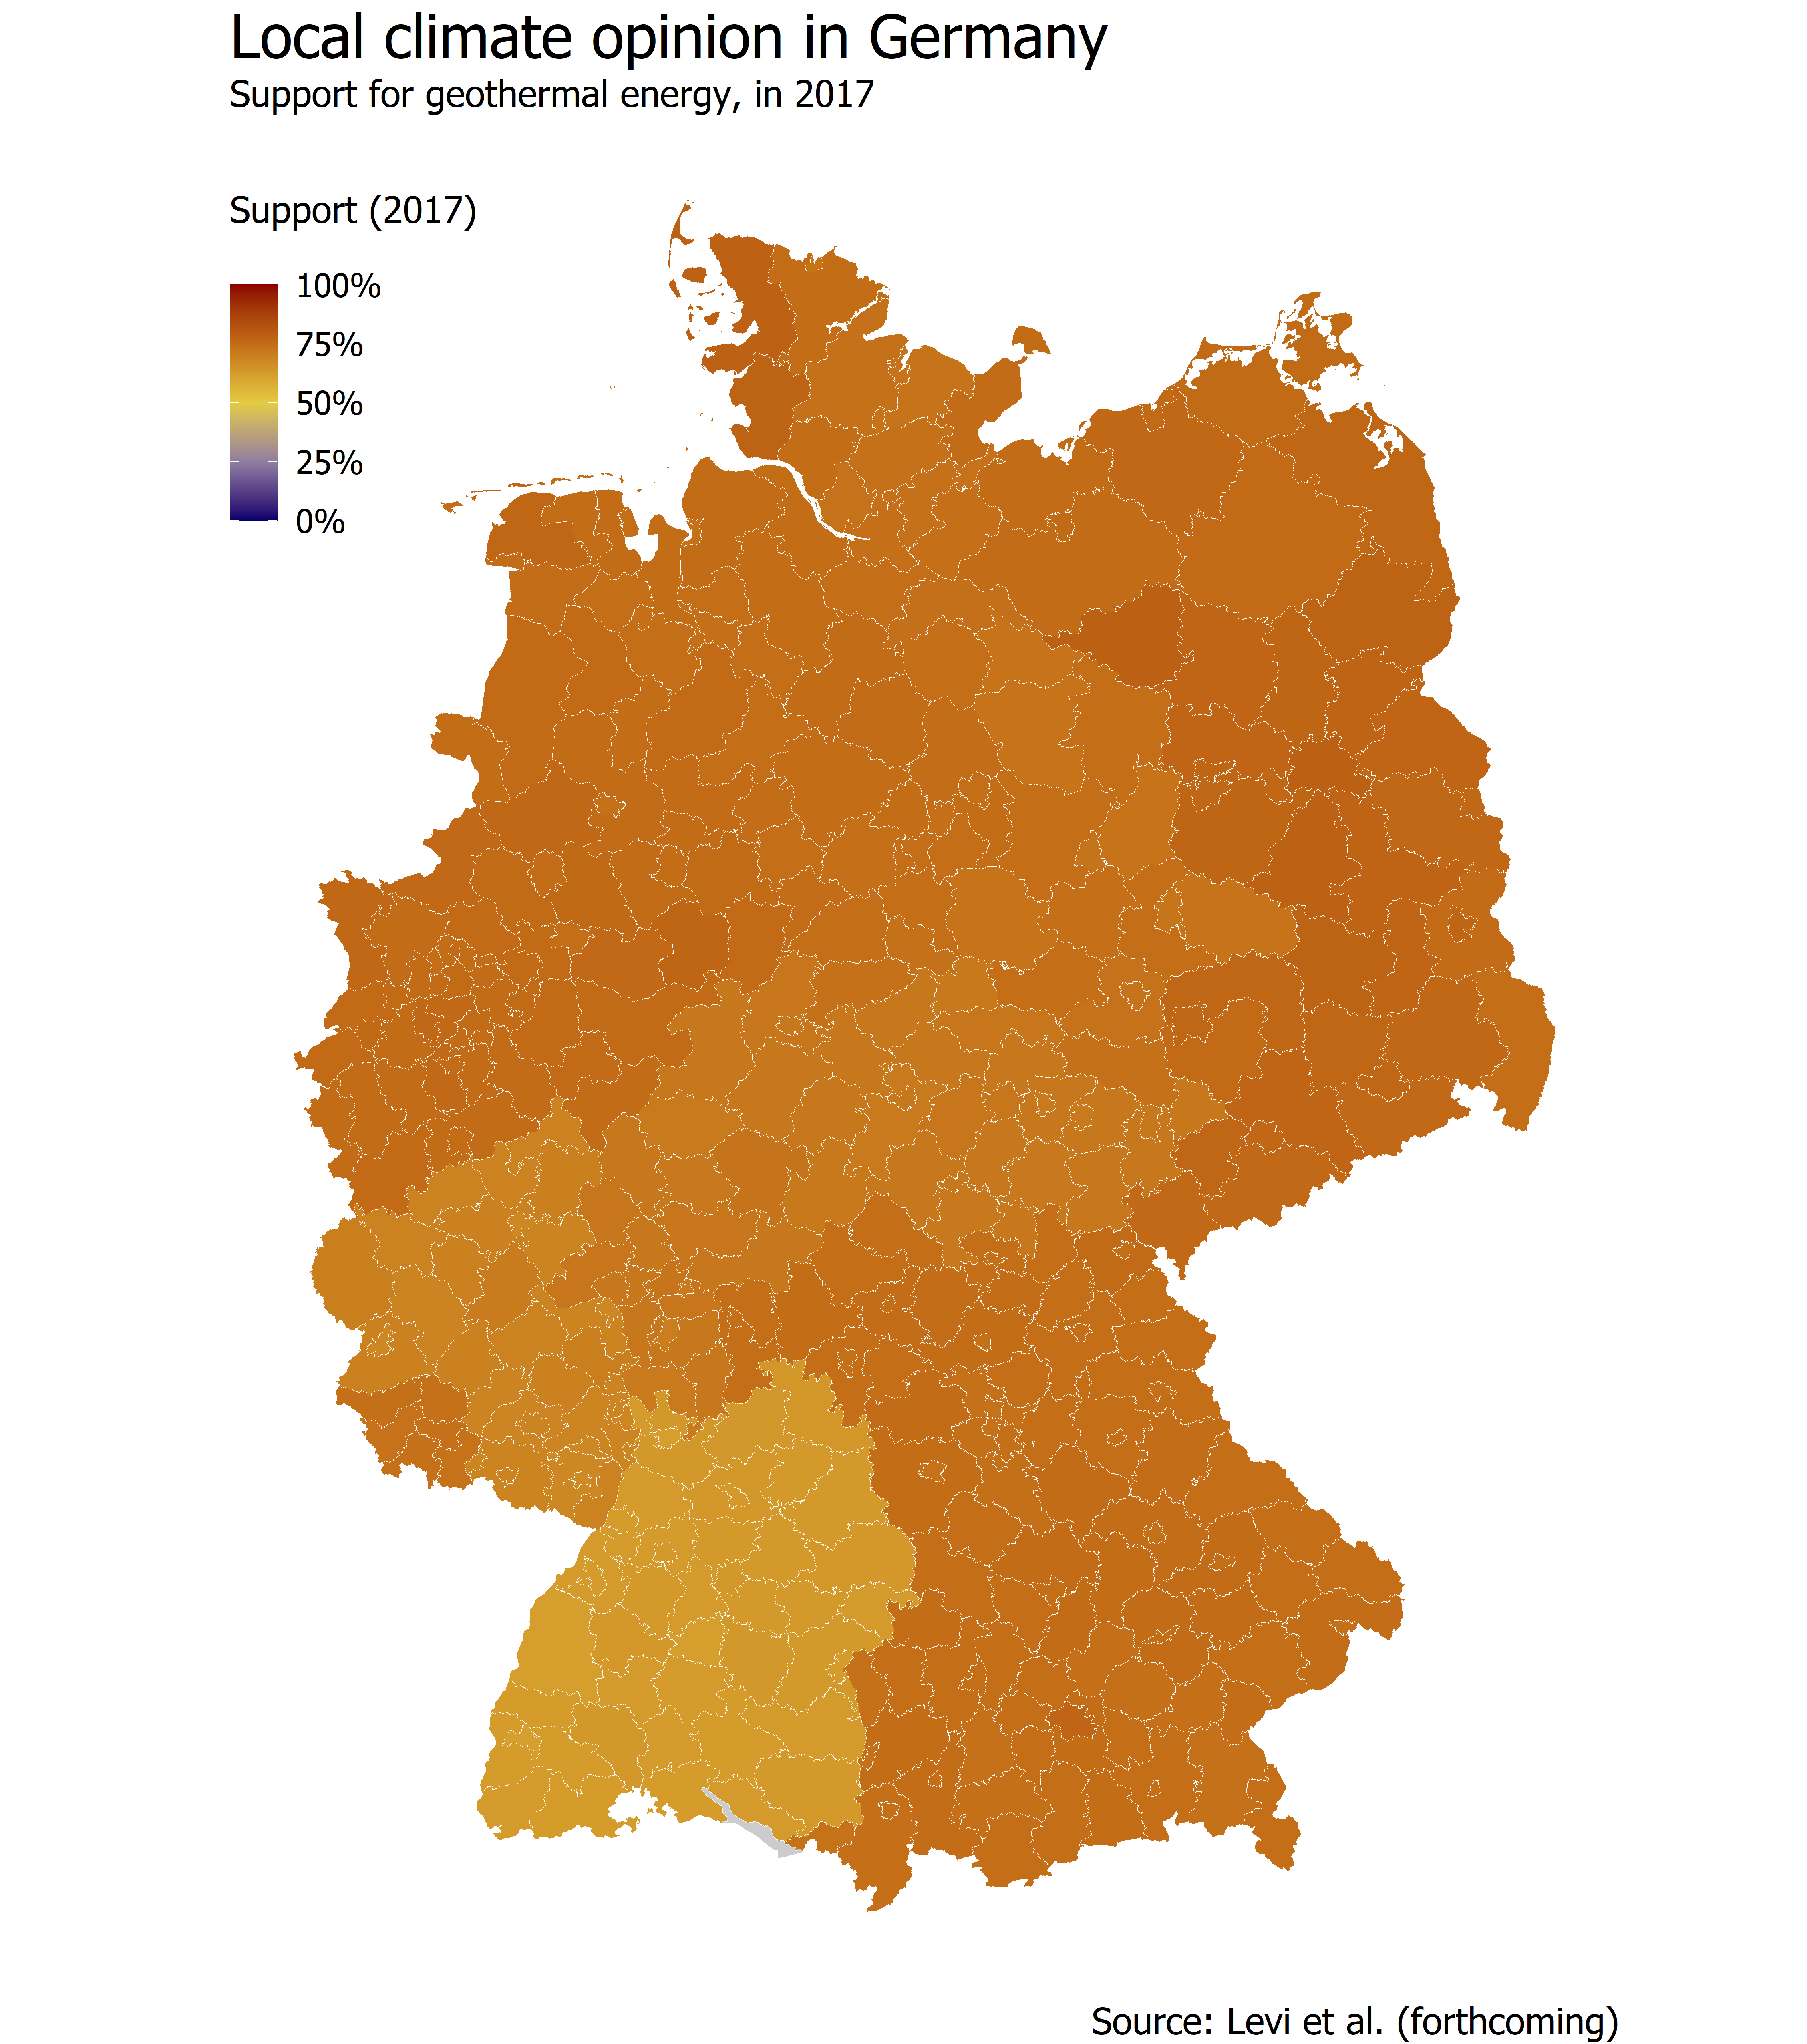 Local climate opinion in Germany
Support for geothermal energy, in 2017
Support (2017)
100%
75%
50%
25%
0%
Source: Levi et al. (forthcoming)